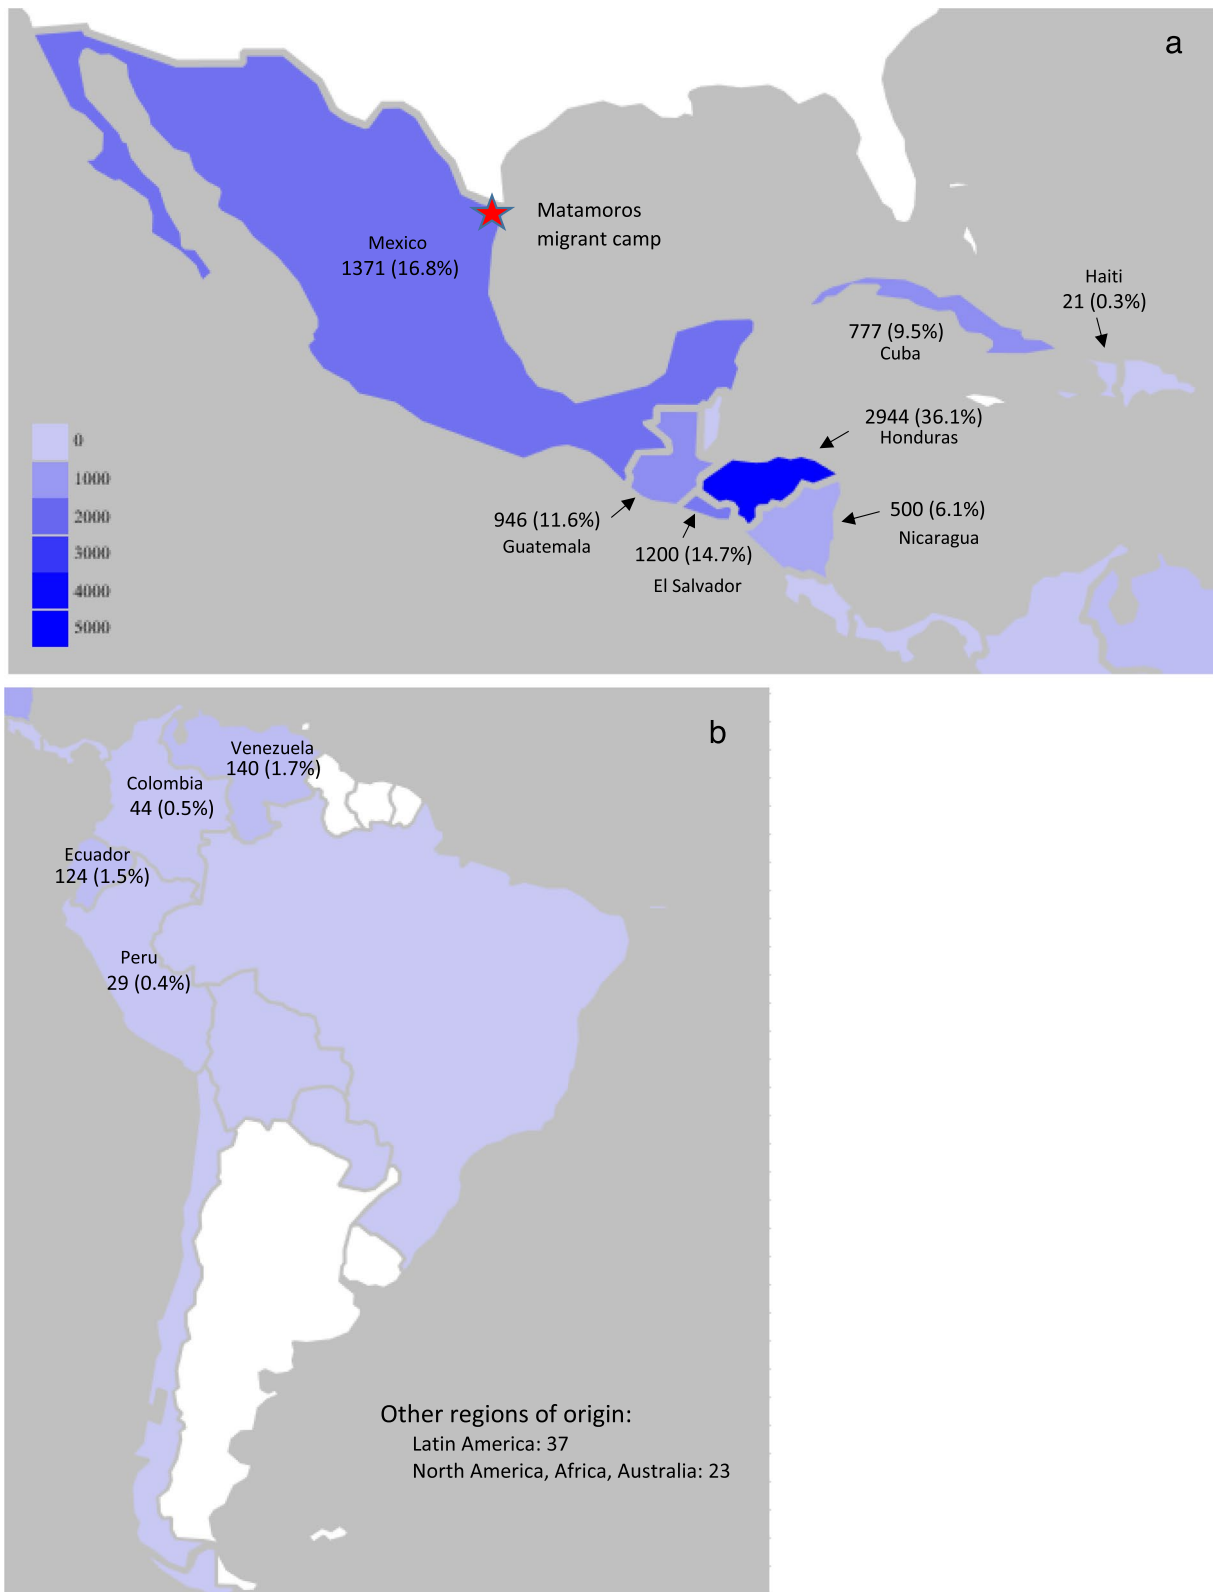 a
Matamoros
migrant camp
Mexico
1371 (16.8%)
Haiti
21 (0.3%)
777 (9.5%)
Cuba
2944 (36.1%)
Honduras
0
1000
2000
3000
4000
5000
946 (11.6%)
Guatemala
1200 (14.7%)
El Salvador
500 (6.1%)
Nicaragua
b
Venezuela
140 (1.7%)
Colombia
44 (0.5%)
Ecuador
124 (1.5%)
Peru
29 (0.4%)
Other regions of origin:
Latin America: 37
North America, Africa, Australia: 23